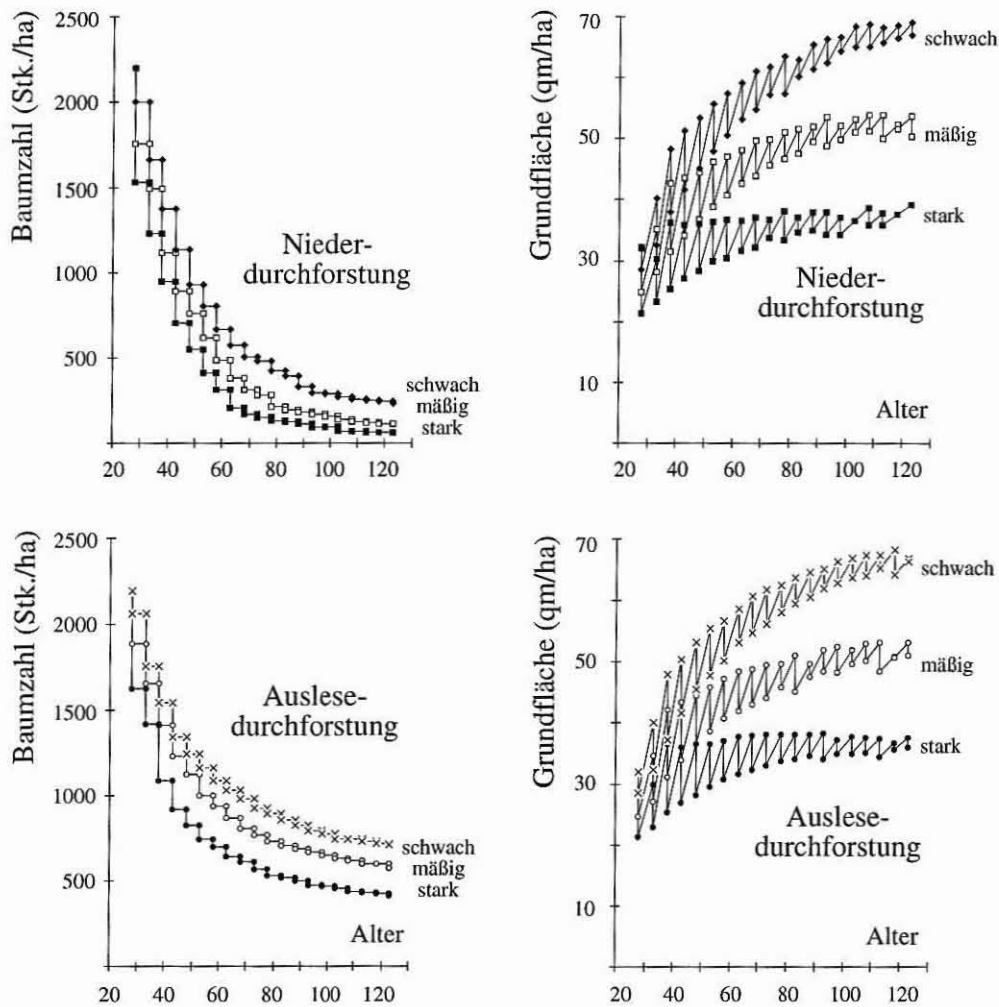 Baumzahl (Stk./ha)
2500
2000
1500
1000
500
Nieder-
durchforstung
schwach
mäßig
stark
20 40 60 80 100 120
Grundfläche (qm/ha)
70
50
30
10
schwach
mäßig
stark
Nieder-
durchforstung
Alter
20 40 60 80 100 120
Baumzahl (Stk./ha)
2500
2000
1500
1000
500
Auslese-
durchforstung
schwach
mäßig
stark
Alter
20 40 60 80 100 120
Grundfläche (qm/ha)
70
50
30
10
schwach
mäßig
stark
Auslese-
durchforstung
Alter
20 40 60 80 100 120